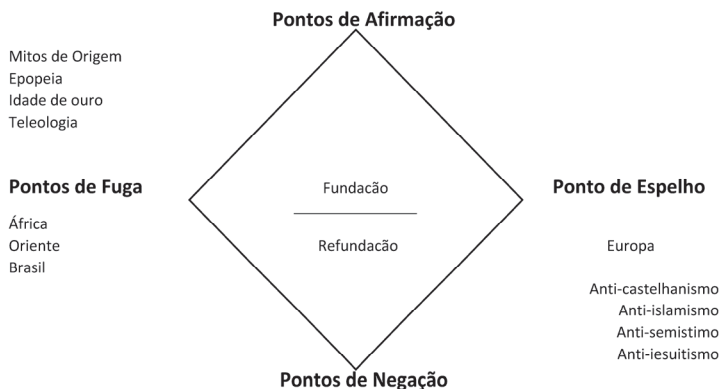 Pontos de Afirmação
Mitos de Origem
Epopeia
Idade de ouro
Teleologia
Pontos de Fuga
África
Oriente
Brasil
Fundacão
Refundacão
Ponto de Espelho
Europa
Anti-castelhanismo
Anti-islamismo
Anti-semistimo
Anti-iesuitismo
Pontos de Negação